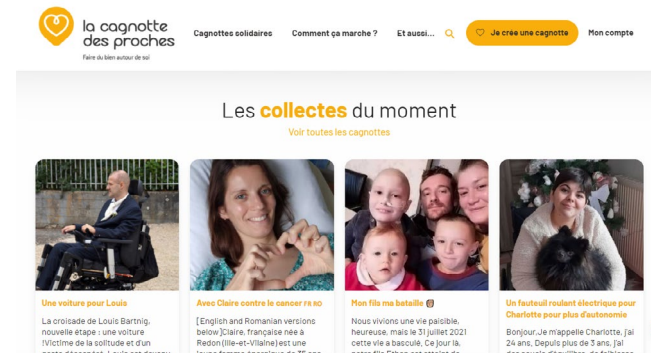 la cagnotte
des proches
Faire du bien autour de soi
Cagnottes solidaires
Comment ça marche ?
Et aussi...
Je crée une cagnotte
Mon compte
Les collectes du moment
Voir toutes les cagnottes
Une voiture pour Louis
La croisade de Louis Bartnig,
nouvelle étape : une voiture
!Victime de la solitude et d'un
Avec Claire contre le cancer FR RO
[English and Romanian versions
below]Claire, française née à
Redon (Ille-et-Vilaine) est une
jeune femme énergique de 35 ans
Mon fils ma bataille
Nous vivions une vie paisible,
heureuse, mais le 31 juillet 2021
cette vie a basculé, Ce jour là,
Un fauteuil roulant électrique pour
Charlotte pour plus d'autonomie
Bonjour,Je m'appelle Charlotte, j'ai
24 ans, Depuis plus de 3 ans, j'ai